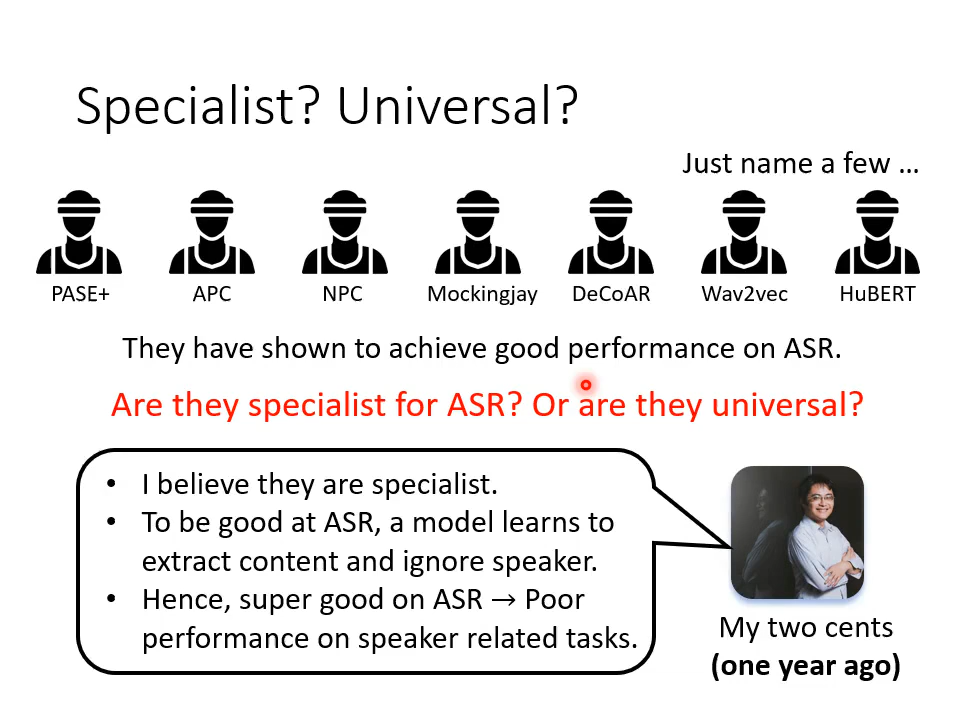 Specialist? Universal?
Just name a few …
PASE+ APC NPC Mockingjay DeCoAR Wav2vec HuBERT
They have shown to achieve good performance on ASR.
Are they specialist for ASR? Or are they universal?
• I believe they are specialist.
• To be good at ASR, a model learns to
extract content and ignore speaker.
• Hence, super good on ASR → Poor
performance on speaker related tasks.
My two cents
(one year ago)